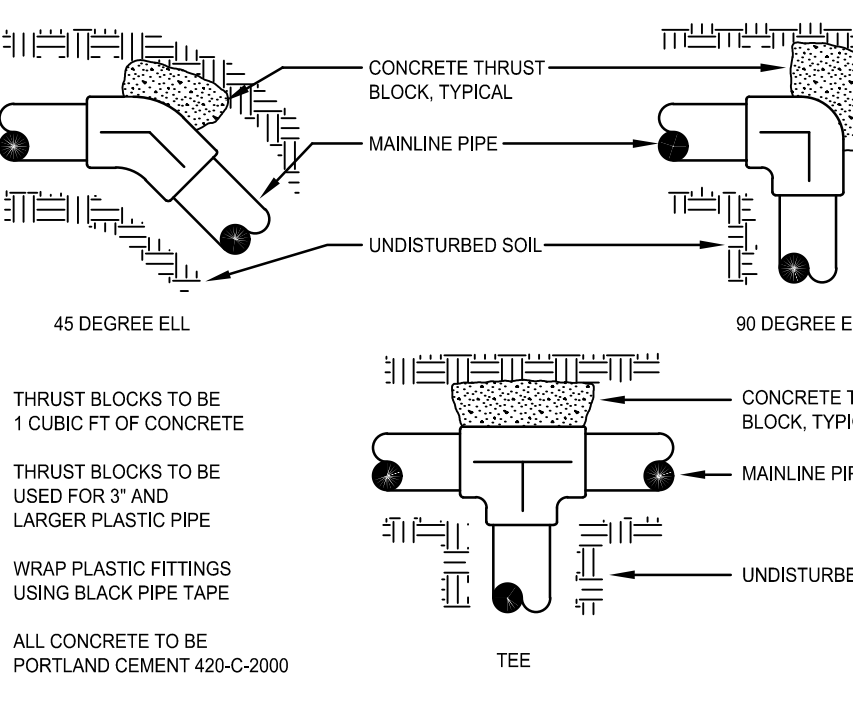 CONCRETE THRUST
BLOCK, TYPICAL
MAINLINE PIPE
UNDISTURBED SOIL
45 DEGREE ELL
90 DEGREE E
THRUST BLOCKS TO BE
1 CUBIC FT OF CONCRETE
THRUST BLOCKS TO BE
USED FOR 3" AND
LARGER PLASTIC PIPE
WRAP PLASTIC FITTINGS
USING BLACK PIPE TAPE
ALL CONCRETE TO BE
PORTLAND CEMENT 420-C-2000
CONCRETE T
BLOCK, TYPI
MAINLINE PIP
UNDISTURBE
TEE